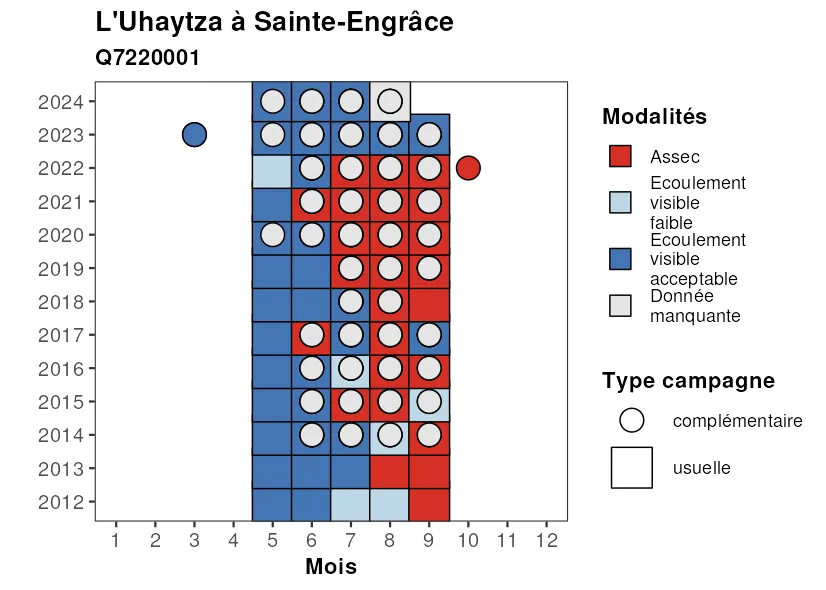 L'Uhaytza à Sainte-Engrâce
Q7220001
2024
2023
2022
2021
2020
2019
2018
2017
2016
2015
2014
2013
2012
1 2 3 4 5 6 7 8 9 10 11 12
Mois
Modalités
Assec
Ecoulement
visible
faible
Ecoulement
visible
acceptable
Donnée
manquante
Type campagne
complémentaire
usuelle